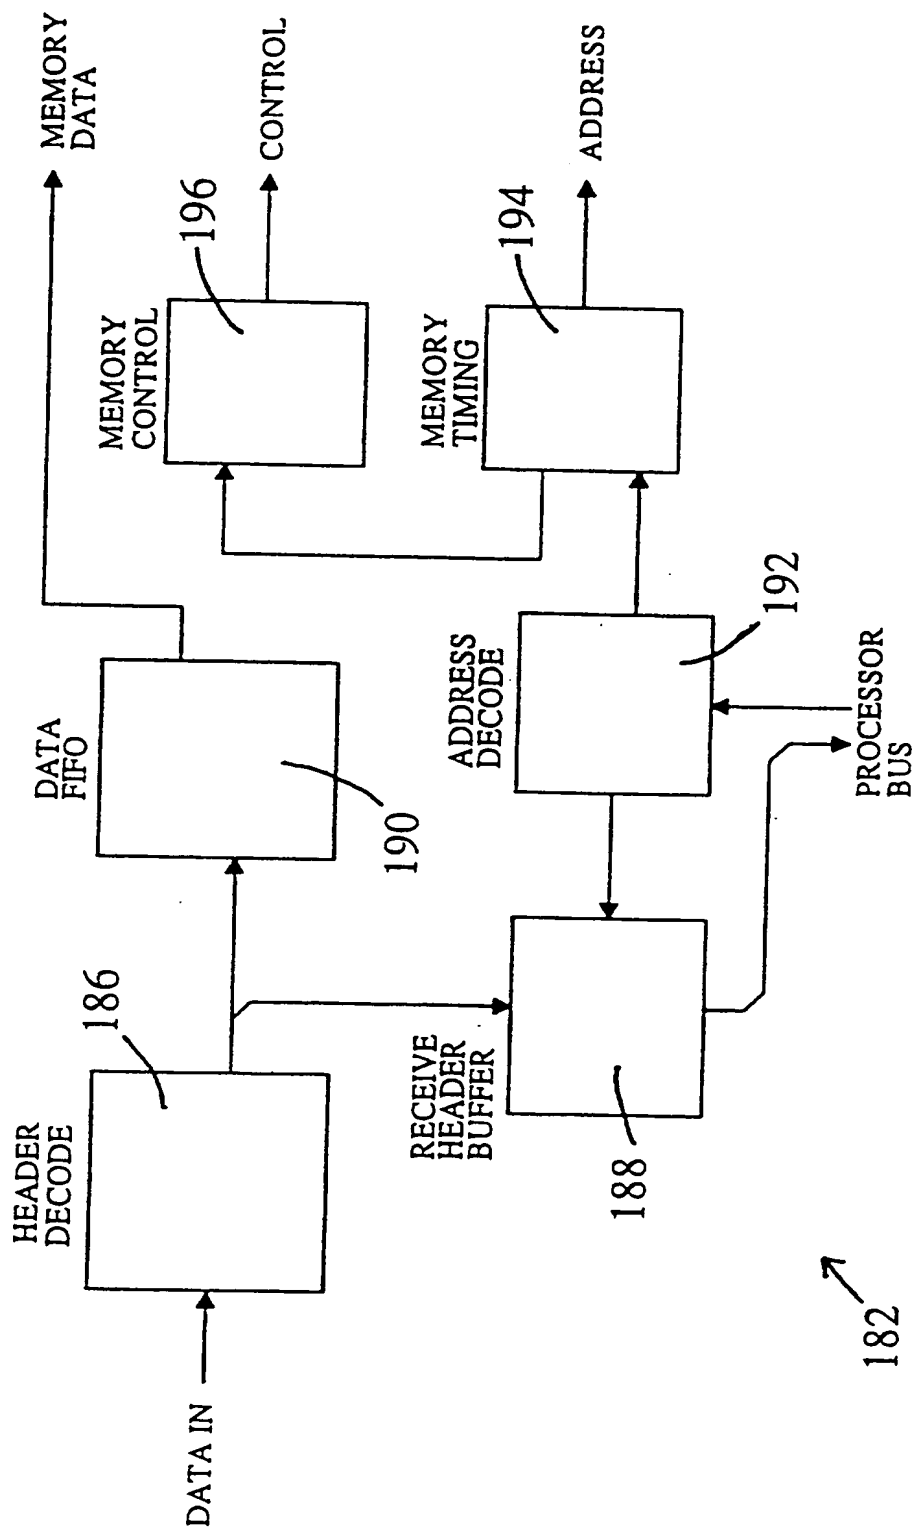 DATA IN
HEADER
DECODE
186
DATA
FIFO
190
MEMORY
DATA
MEMORY
CONTROL
196
CONTROL
RECEIVE
HEADER
BUFFER
188
ADDRESS
DECODE
192
MEMORY
TIMING
194
ADDRESS
PROCESSOR
BUS
182